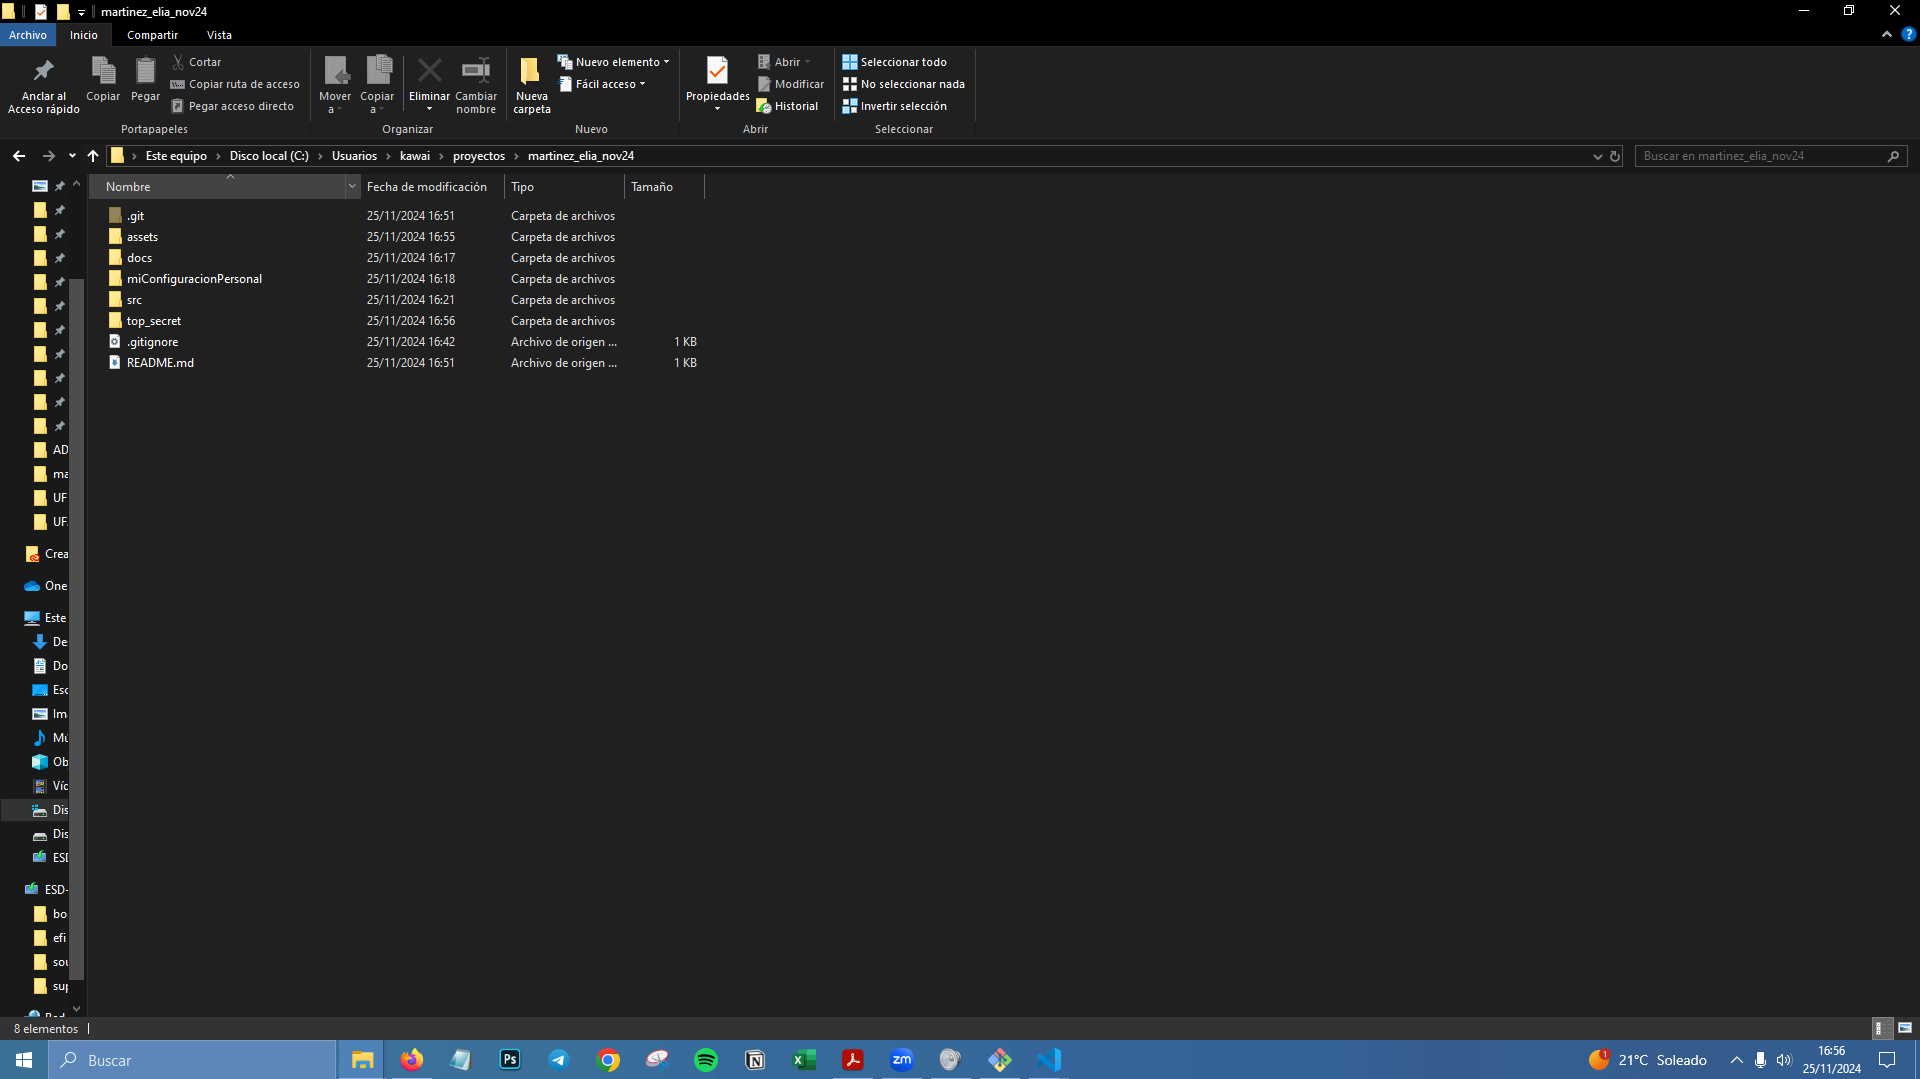 martinez_elia_nov24
Archivo Inicio Compartir Vista
Anclar al Acceso rápido
Copiar
Pegar
Cortar
Copiar ruta de acceso
Pegar acceso directo
Portapapeles
Mover a
Copiar a
Eliminar
Cambiar nombre
Organizar
Nueva carpeta
Nuevo elemento
Fácil acceso
Nuevo
Propiedades
Abrir
Modificar
Historial
Abrir
Seleccionar todo
No seleccionar nada
Invertir selección
Seleccionar
Este equipo Disco local (C:) Usuarios kawai proyectos martinez_elia_nov24
Buscar en martinez_elia_nov24
Nombre Fecha de modificación Tipo Tamaño
.git 25/11/2024 16:51 Carpeta de archivos
assets 25/11/2024 16:55 Carpeta de archivos
docs 25/11/2024 16:17 Carpeta de archivos
miConfiguracionPersonal 25/11/2024 16:18 Carpeta de archivos
src 25/11/2024 16:21 Carpeta de archivos
top_secret 25/11/2024 16:56 Carpeta de archivos
.gitignore 25/11/2024 16:42 Archivo de origen ... 1 KB
README.md 25/11/2024 16:51 Archivo de origen ... 1 KB
AD
ma
UF
UF
Crea
One
Este
De
Do
Esc
Im
Mú
Ob
Víd
Dis
Dis
ESD
ESD-
bo
efi
sou
sup
8 elementos
Buscar
Ps
zm
1
21°C Soleado
16:56
25/11/2024